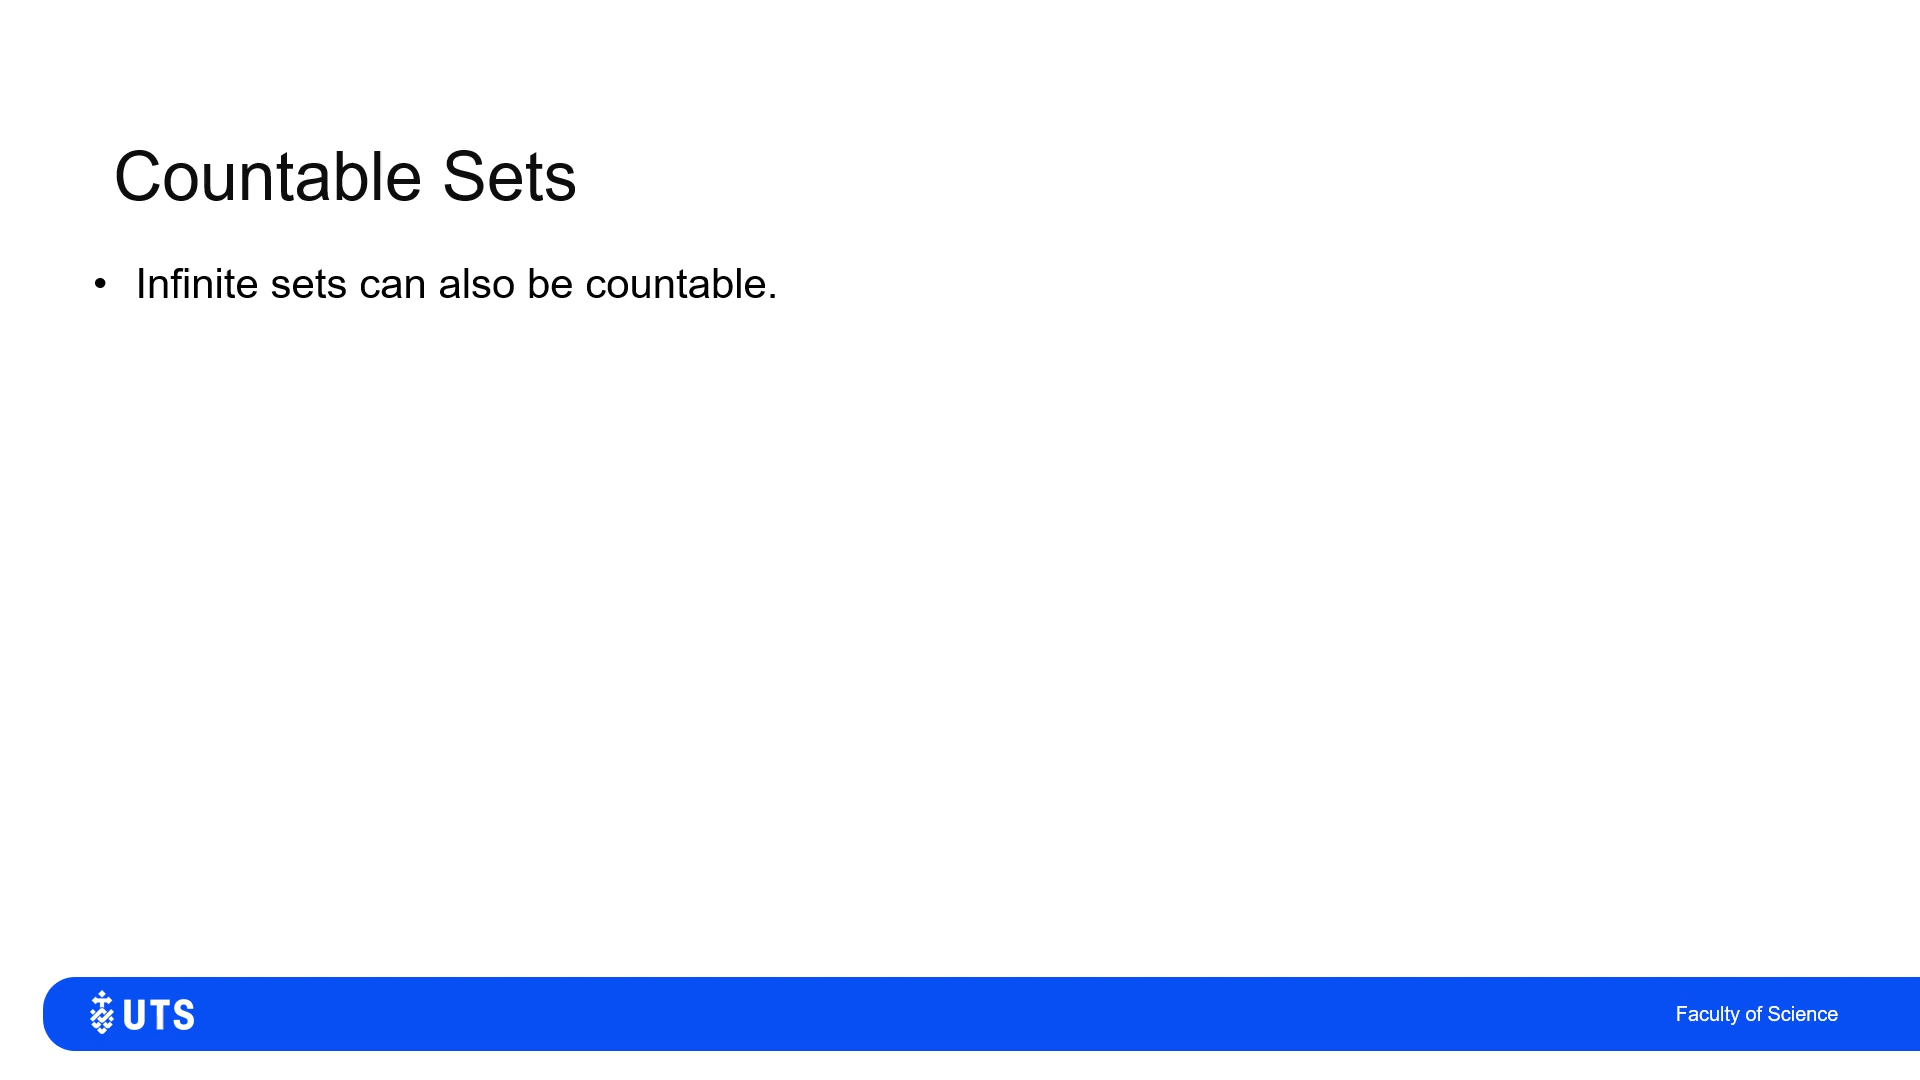 Countable Sets
• Infinite sets can also be countable.
UTS
Faculty of Science